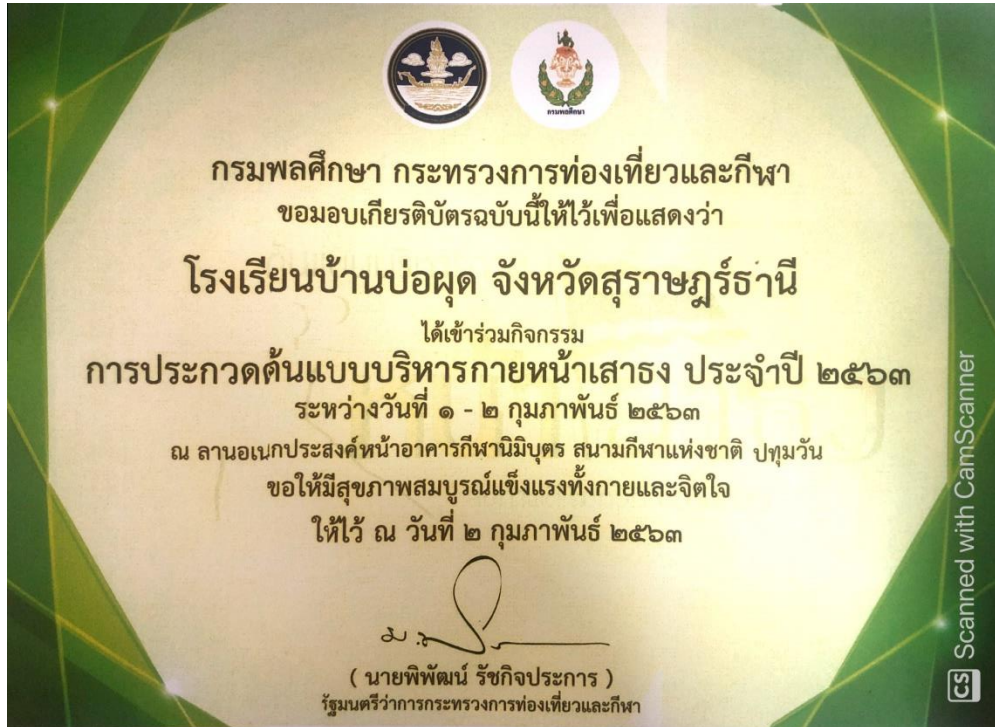 กรมพลศึกษา
กรมพลศึกษา กระทรวงการท่องเที่ยวและกีฬา
ขอมอบเกียรติบัตรฉบับนี้ให้ไว้เพื่อแสดงว่า
โรงเรียนบ้านบ่อผุด จังหวัดสุราษฎร์ธานี
ได้เข้าร่วมกิจกรรม
การประกวดต้นแบบบริหารกายหน้าเสาธง ประจำปี ๒๕๖๓
ระหว่างวันที่ ๑ - ๒ กุมภาพันธ์ ๒๕๖๓
ณ ลานอเนกประสงค์หน้าอาคารกีฬานิมิบุตร สนามกีฬาแห่งชาติ ปทุมวัน
ขอให้มีสุขภาพสมบูรณ์แข็งแรงทั้งกายและจิตใจ
ให้ไว้ ณ วันที่ ๒ กุมภาพันธ์ ๒๕๖๓
( นายพิพัฒน์ รัชกิจประการ )
รัฐมนตรีว่าการกระทรวงการท่องเที่ยวและกีฬา
CS Scanned with CamScanner